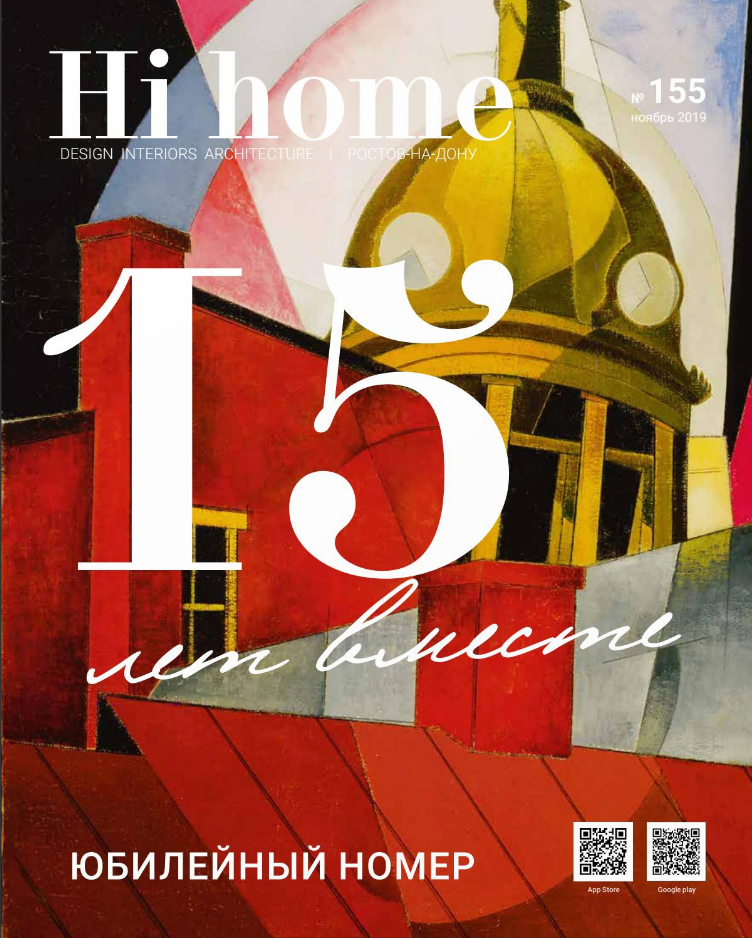 Hi home
№ 155
ноябрь 2019
DESIGN INTERIORS ARCHITECTURE | РОСТОВ-НА-ДОНУ
15
лет вместе
ЮБИЛЕЙНЫЙ НОМЕР
App Store
Google play